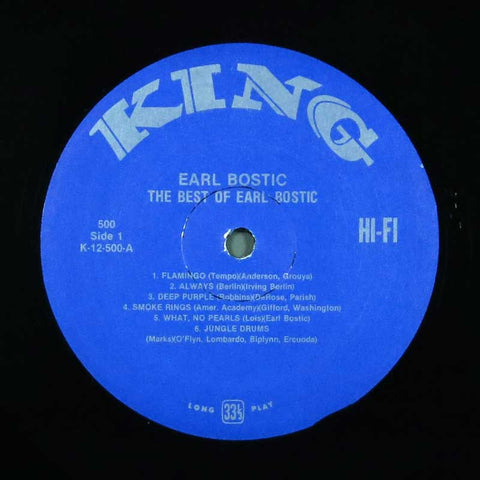 KING
EARL BOSTIC
THE BEST OF EARL BOSTIC
500
Side 1
K-12-500-A
HI-FI
1. FLAMINGO (Tempo)(Anderson, Grouya)
2. ALWAYS (Berlin)(Irving Berlin)
3. DEEP PURPLE (Robbins)(DeRose, Parish)
4. SMOKE RINGS (Amer. Academy)(Gifford, Washington)
5. WHAT, NO PEARLS (Lois)(Earl Bostic)
6. JUNGLE DRUMS
(Marks)(O'Flyn, Lombardo, Biplynn, Ercuoda)
LONG 33⅓ PLAY